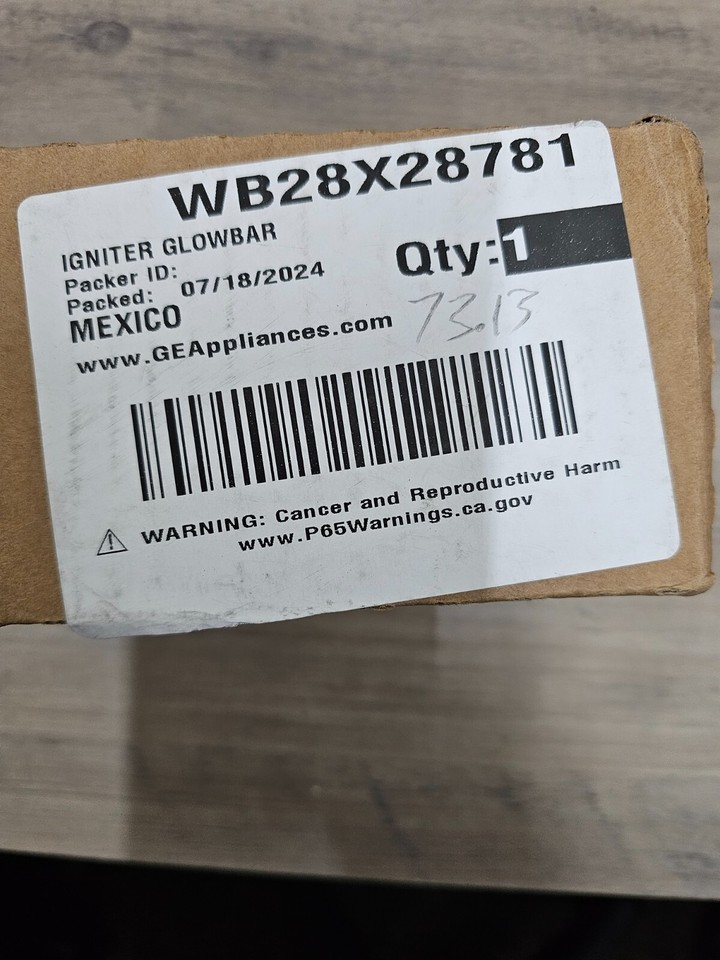 WB28X28781
IGNITER GLOWBAR
Qty:1
Packer ID:
Packed: 07/18/2024
MEXICO
73.13
www.GEAppliances.com
WARNING: Cancer and Reproductive Harm
www.P65Warnings.ca.gov